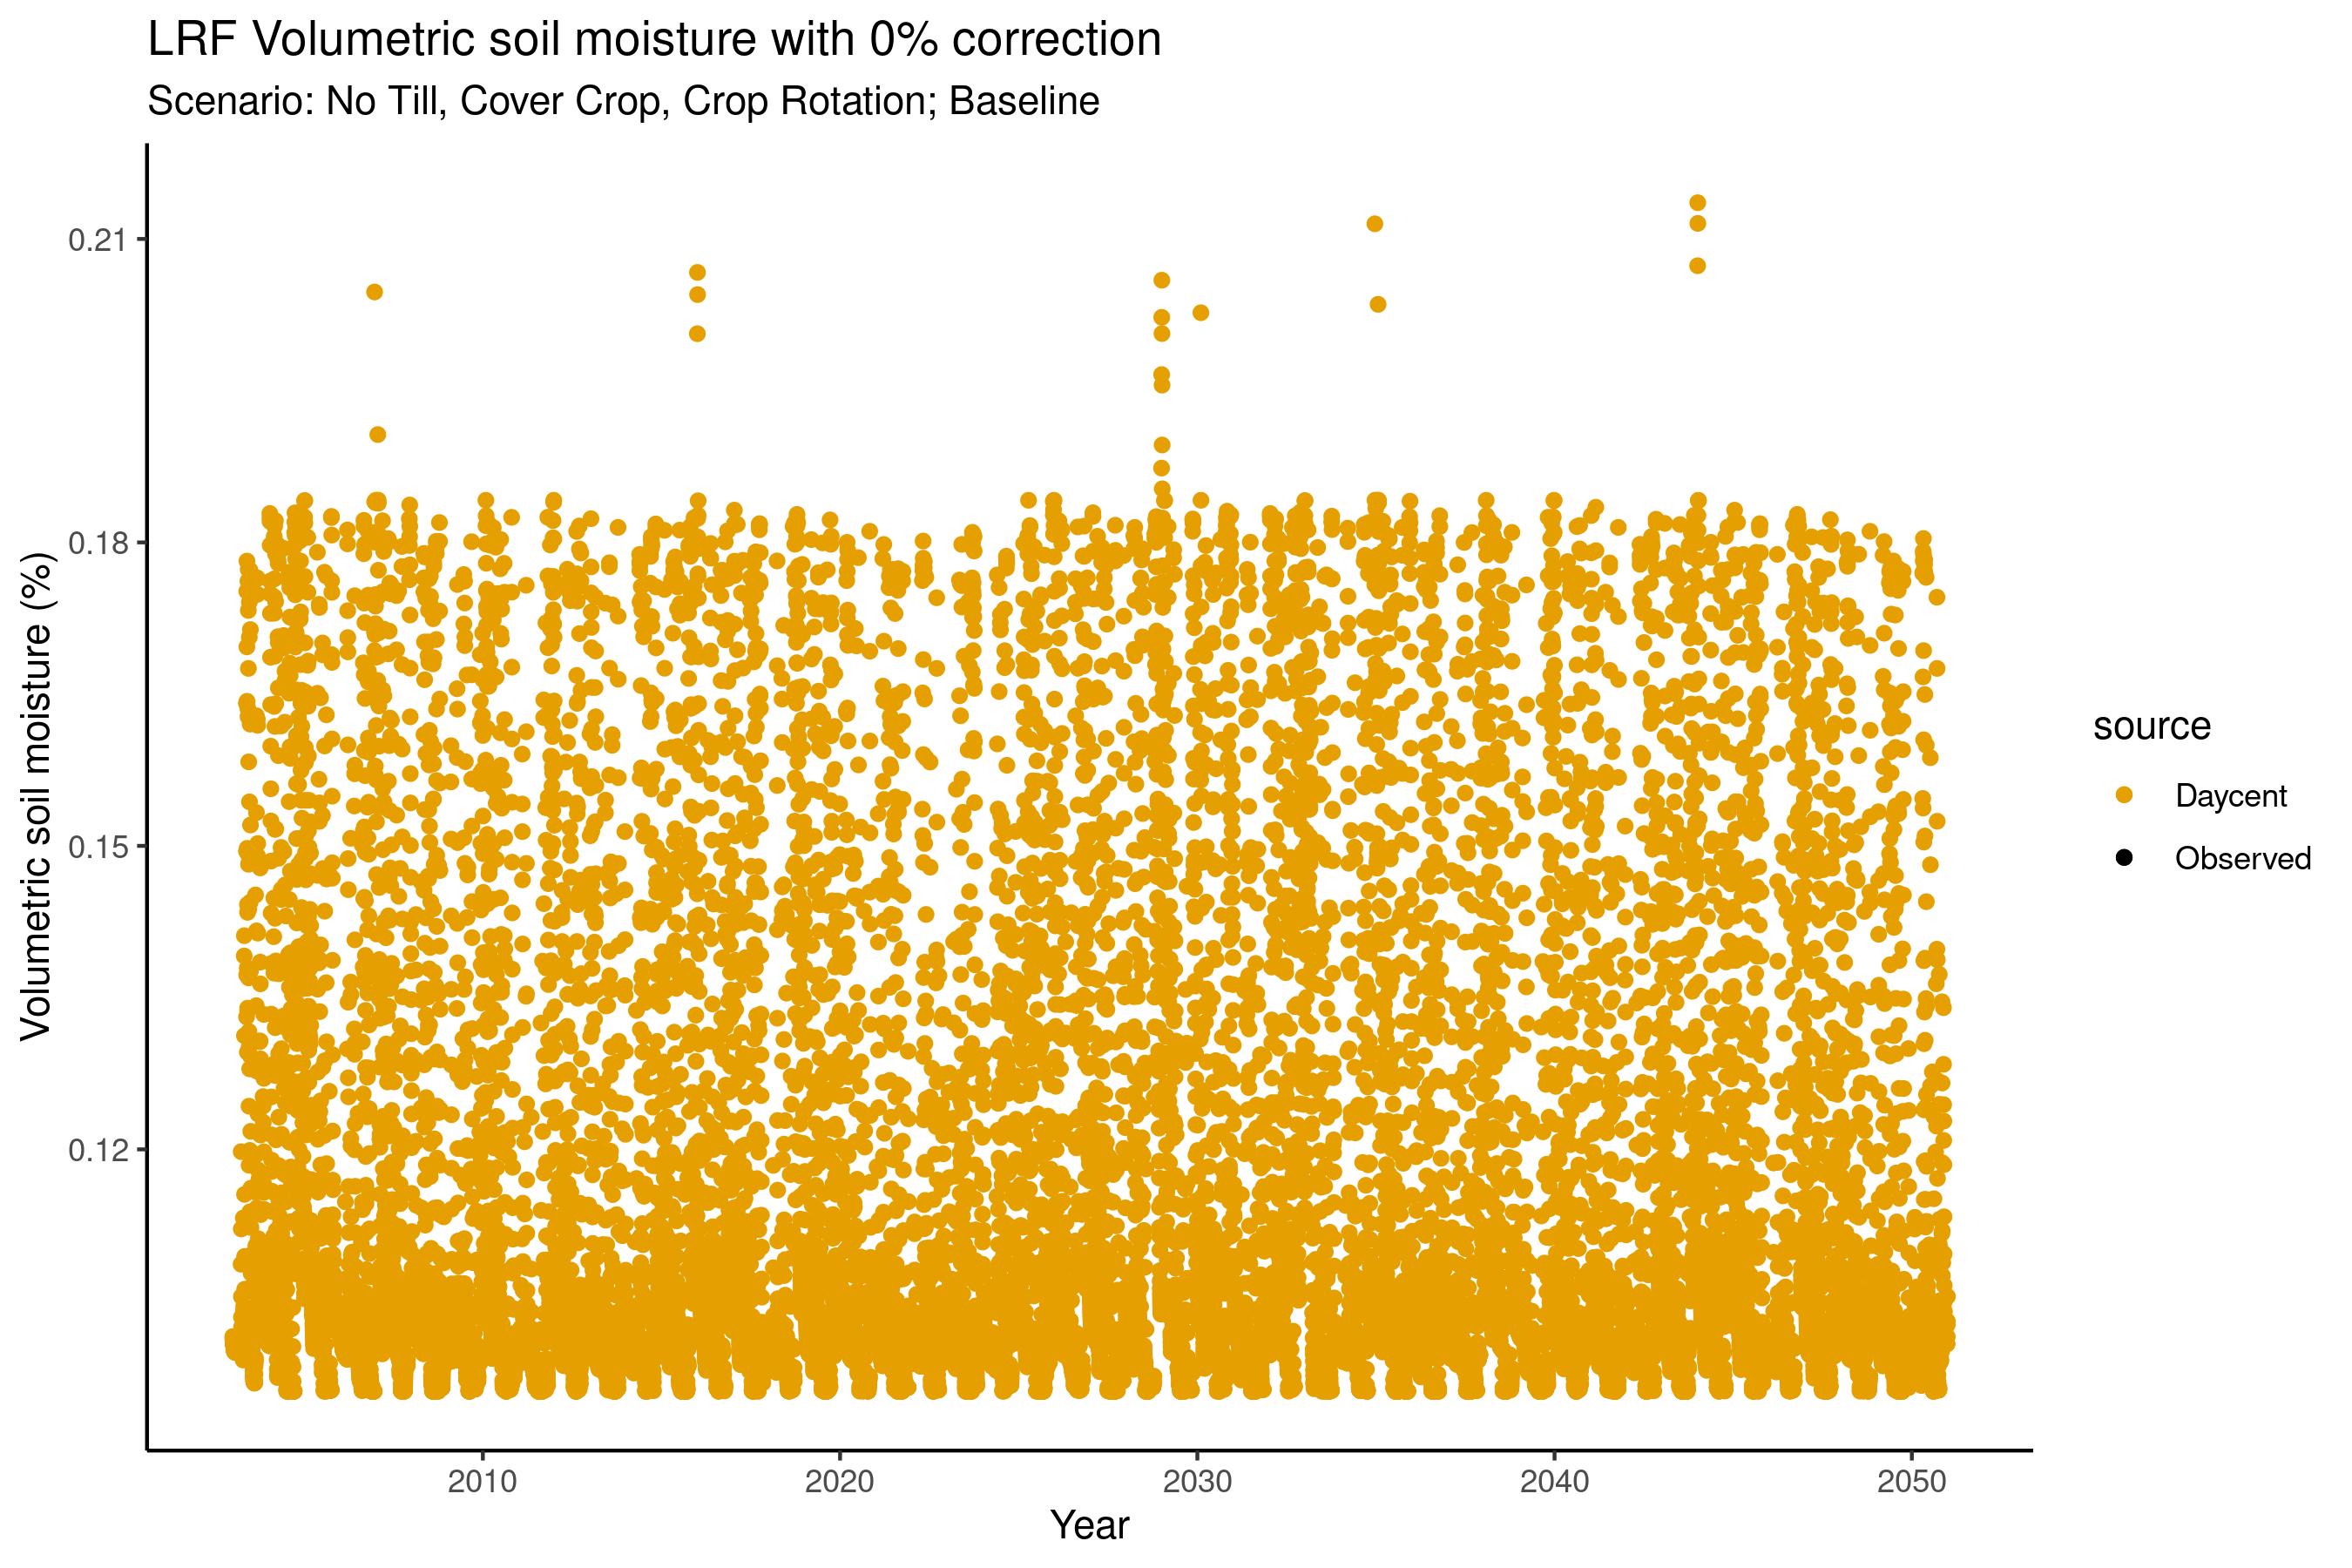 LRF Volumetric soil moisture with 0% correction
Scenario: No Till, Cover Crop, Crop Rotation; Baseline
Volumetric soil moisture (%)
0.21
0.18
0.15
0.12
2010
2020
2030
2040
2050
Year
source
Daycent
Observed